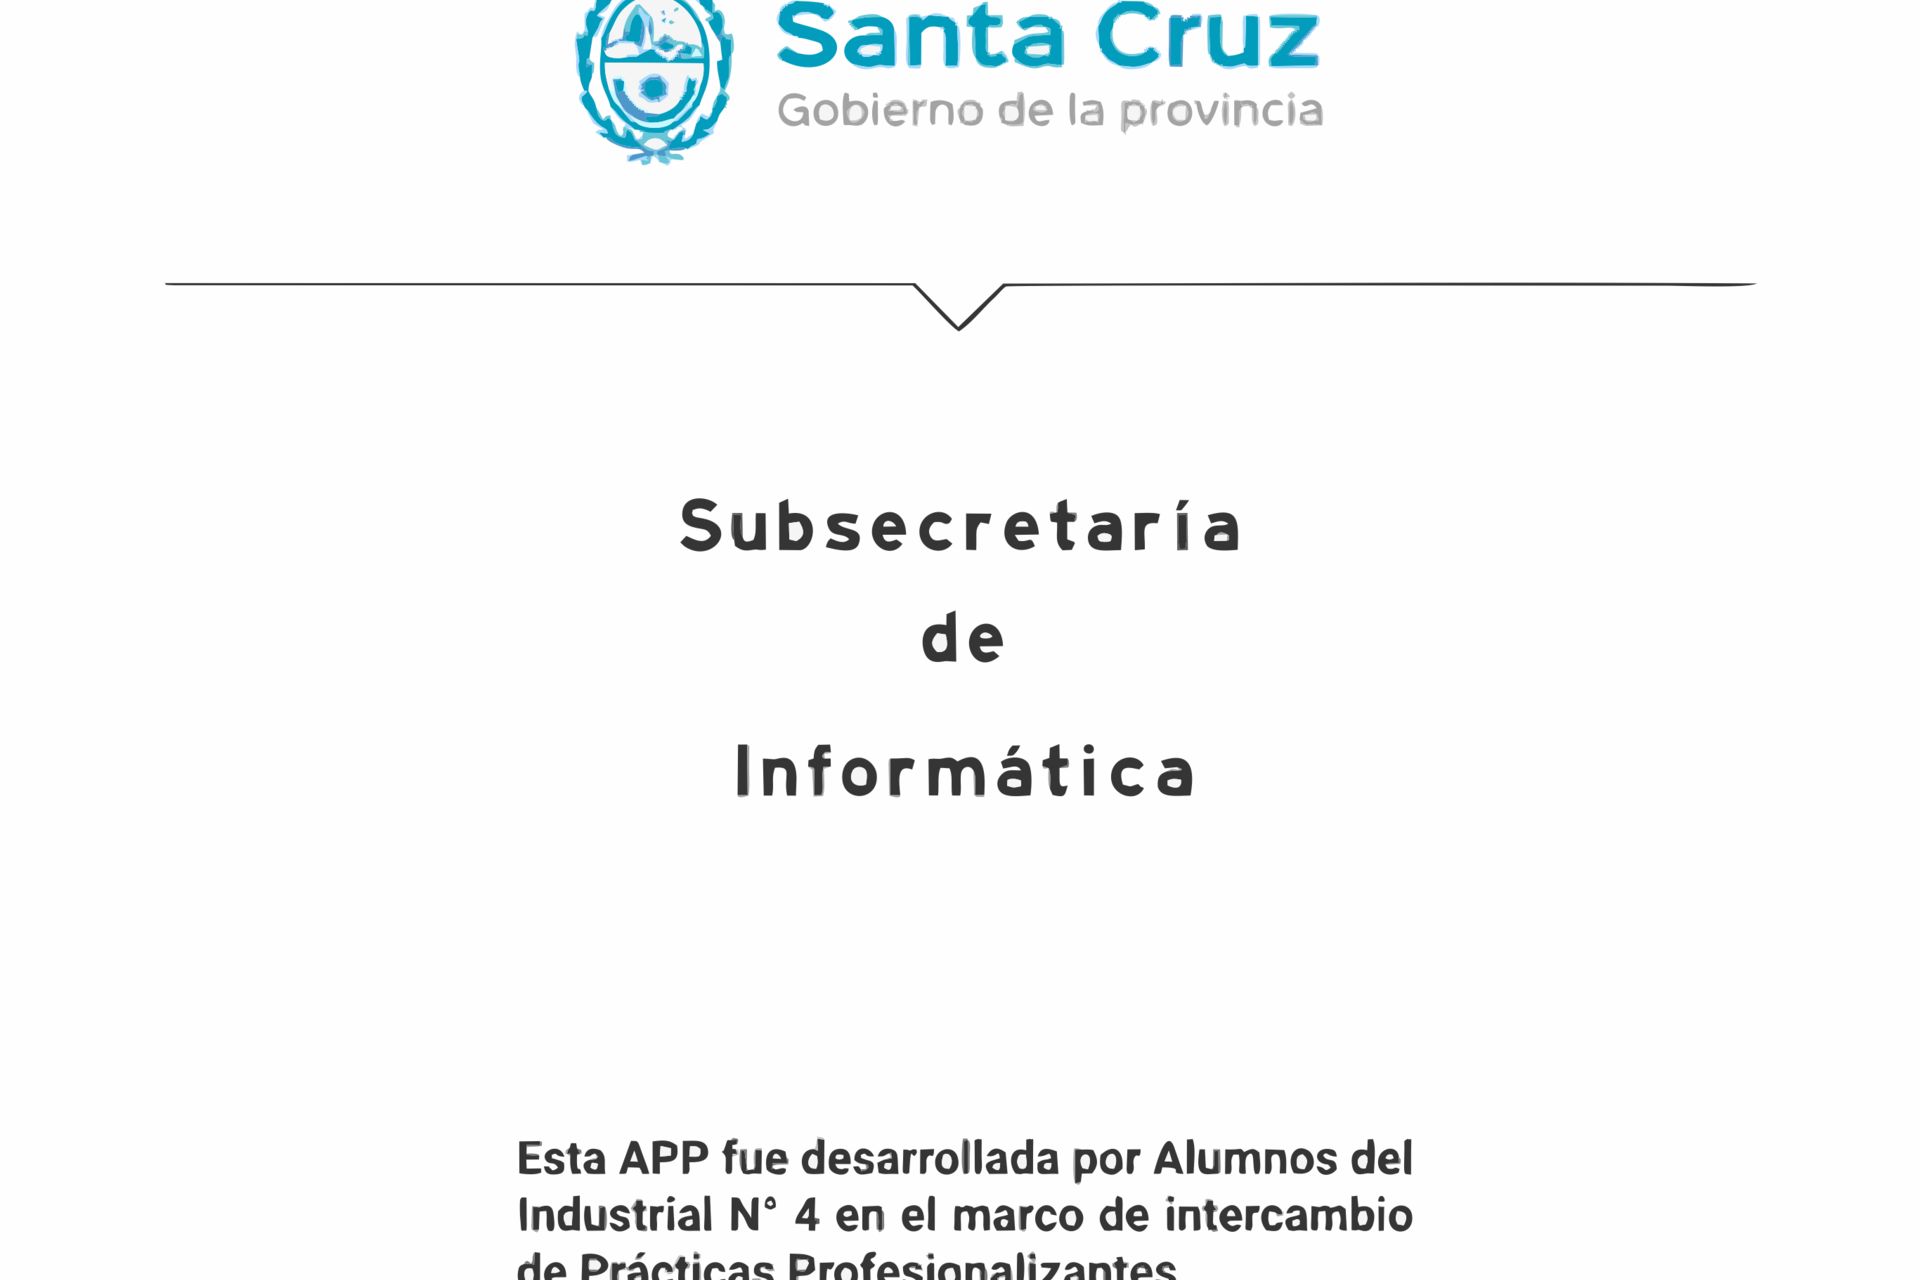 Santa Cruz
Gobierno de la provincia
Subsecretaría
de
Informática
Esta APP fue desarrollada por Alumnos del
Industrial N° 4 en el marco de intercambio
de Prácticas Profesionalizantes